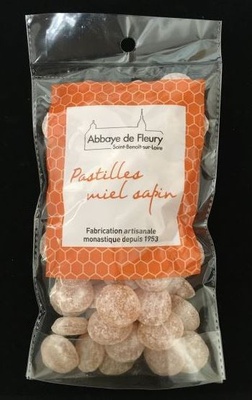 Abbaye de Fleury
Saint-Benoît-sur-Loire
Pastilles
miel sapin
Fabrication artisanale
monastique depuis 1953